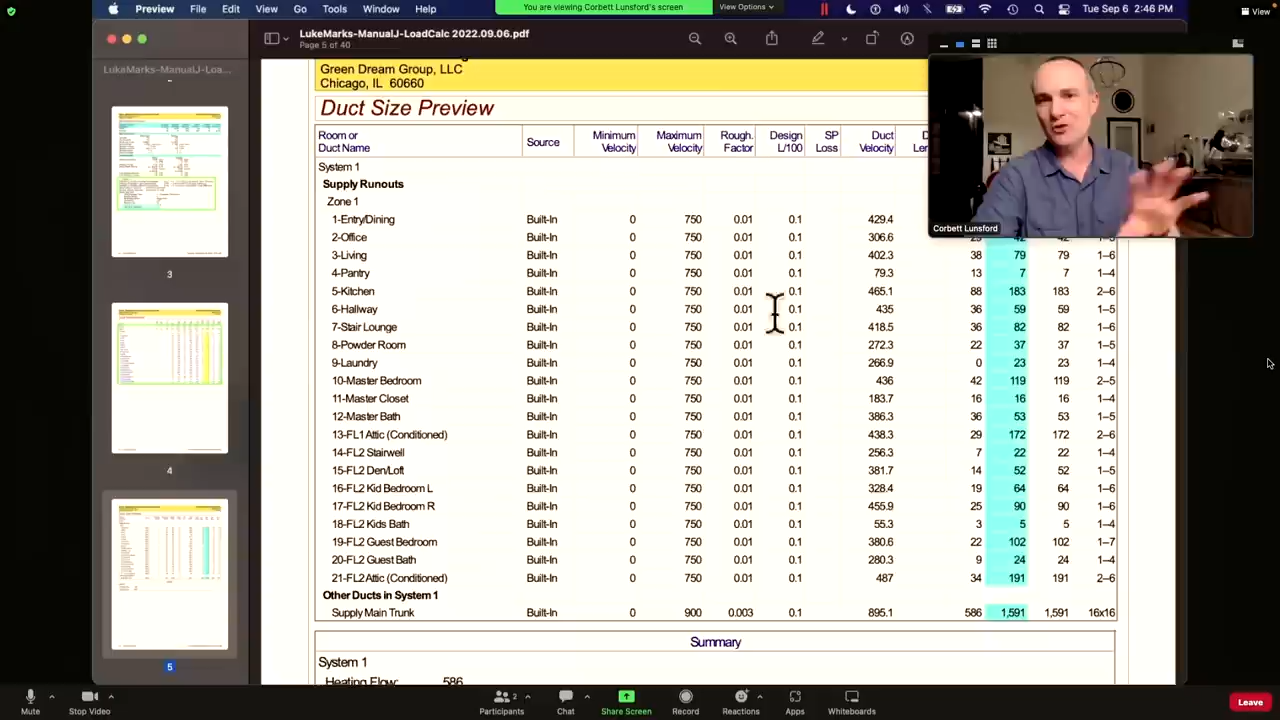 Preview File Edit View Go Tools Window Help
You are viewing Corbett Lunsford's screen
View Options
Tue Sep 6 2:46 PM
View
LukeMarks-ManualJ-LoadCalc 2022.09.06.pdf
Page 5 of 40
LukeMarks-ManualJ-Loa...
3
4
5
Green Dream Group, LLC
Chicago, IL 60660
Duct Size Preview
Room or Duct Name Source Minimum Velocity Maximum Velocity Rough. Factor Design L/100 SP Loss Duct Velocity
System 1
Supply Runouts
Zone 1
1-Entry/Dining Built-In 0 750 0.01 0.1 429.4
2-Office Built-In 0 750 0.01 0.1 306.6
3-Living Built-In 0 750 0.01 0.1 402.3 38 79 79 1–6
4-Pantry Built-In 0 750 0.01 0.1 79.3 13 7 7 1–4
5-Kitchen Built-In 0 750 0.01 0.1 465.1 88 183 183 2–6
6-Hallway Built-In 0 750 0.01 0.1 435 36 59 59 1–5
7-Stair Lounge Built-In 0 750 0.01 0.1 418.5 36 82 82 1–6
8-Powder Room Built-In 0 750 0.01 0.1 272.3 22 37 37 1–5
9-Laundry Built-In 0 750 0.01 0.1 266.9 0 23 23 1–4
10-Master Bedroom Built-In 0 750 0.01 0.1 436 42 119 119 2–5
11-Master Closet Built-In 0 750 0.01 0.1 183.7 16 16 16 1–4
12-Master Bath Built-In 0 750 0.01 0.1 386.3 36 53 53 1–5
13-FL1 Attic (Conditioned) Built-In 0 750 0.01 0.1 438.3 29 172 172 2–6
14-FL2 Stairwell Built-In 0 750 0.01 0.1 256.3 7 22 22 1–4
15-FL2 Den/Loft Built-In 0 750 0.01 0.1 381.7 14 52 52 1–5
16-FL2 Kid Bedroom L Built-In 0 750 0.01 0.1 328.4 19 64 64 1–6
17-FL2 Kid Bedroom R Built-In 0 750 0.01 0.1 455.9 25 90 90 1–6
18-FL2 Kids Bath Built-In 0 750 0.01 0.1 55.3 3 5 5 1–4
19-FL2 Guest Bedroom Built-In 0 750 0.01 0.1 380.6 22 102 102 1–7
20-FL2 Guest Bath Built-In 0 750 0.01 0.1 280.3 9 24 24 1–4
21-FL2 Attic (Conditioned) Built-In 0 750 0.01 0.1 487 34 191 191 2–6
Other Ducts in System 1
Supply Main Trunk Built-In 0 900 0.003 0.1 895.1 586 1,591 1,591 16x16
Summary
System 1
Heating Flow: 586
Corbett Lunsford
Mute Stop Video Participants 2 Chat Share Screen Record Reactions Apps Whiteboards Leave